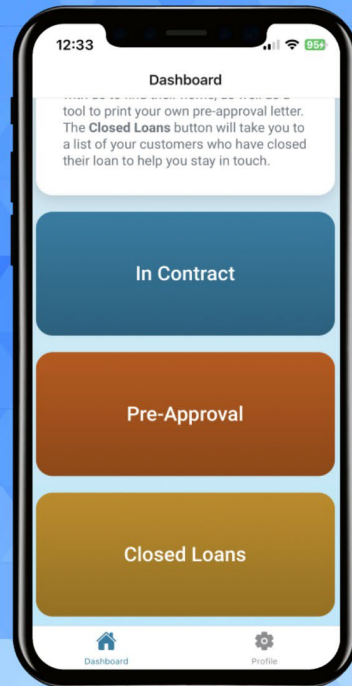 12:33
95
Dashboard
tool to print your own pre-approval letter.
The Closed Loans button will take you to
a list of your customers who have closed
their loan to help you stay in touch.
In Contract
Pre-Approval
Closed Loans
Dashboard
Profile